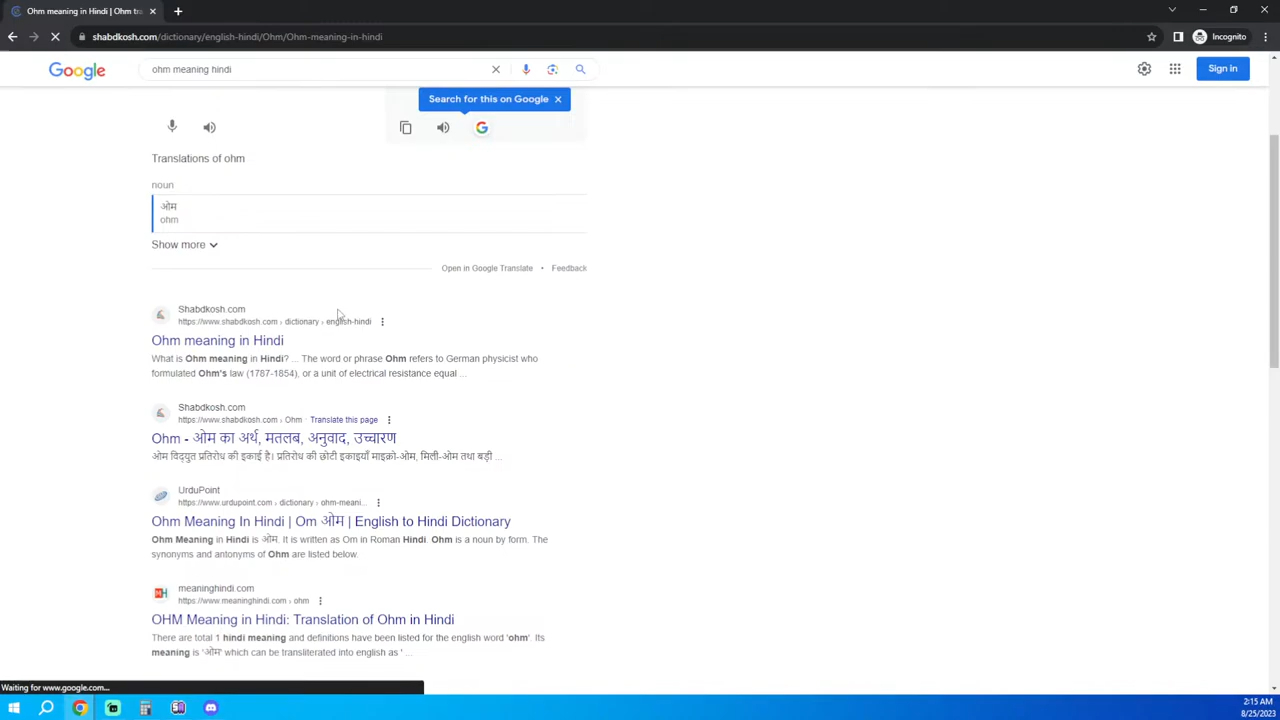 Ohm meaning in Hindi | Ohm tra
shabdkosh.com/dictionary/english-hindi/Ohm/Ohm-meaning-in-hindi
Incognito
Google
ohm meaning hindi
Sign in
Search for this on Google
Translations of ohm
noun
ओम
ohm
Show more
Open in Google Translate • Feedback
Shabdkosh.com
https://www.shabdkosh.com › dictionary › english-hindi
Ohm meaning in Hindi
What is Ohm meaning in Hindi? ... The word or phrase Ohm refers to German physicist who
formulated Ohm's law (1787-1854), or a unit of electrical resistance equal ...
Shabdkosh.com
https://www.shabdkosh.com › Ohm · Translate this page
Ohm - ओम का अर्थ, मतलब, अनुवाद, उच्चारण
ओम विद्युत प्रतिरोध की इकाई है। प्रतिरोध की छोटी इकाइयाँ माइक्रो-ओम, मिली-ओम तथा बड़ी ...
UrduPoint
https://www.urdupoint.com › dictionary › ohm-meani...
Ohm Meaning In Hindi | Om ओम | English to Hindi Dictionary
Ohm Meaning in Hindi is ओम. It is written as Om in Roman Hindi. Ohm is a noun by form. The
synonyms and antonyms of Ohm are listed below.
meaninghindi.com
https://www.meaninghindi.com › ohm
OHM Meaning in Hindi: Translation of Ohm in Hindi
There are total 1 hindi meaning and definitions have been listed for the english word 'ohm'. Its
meaning is 'ओम' which can be transliterated into english as ' ...
Waiting for www.google.com...
2:15 AM
8/25/2023